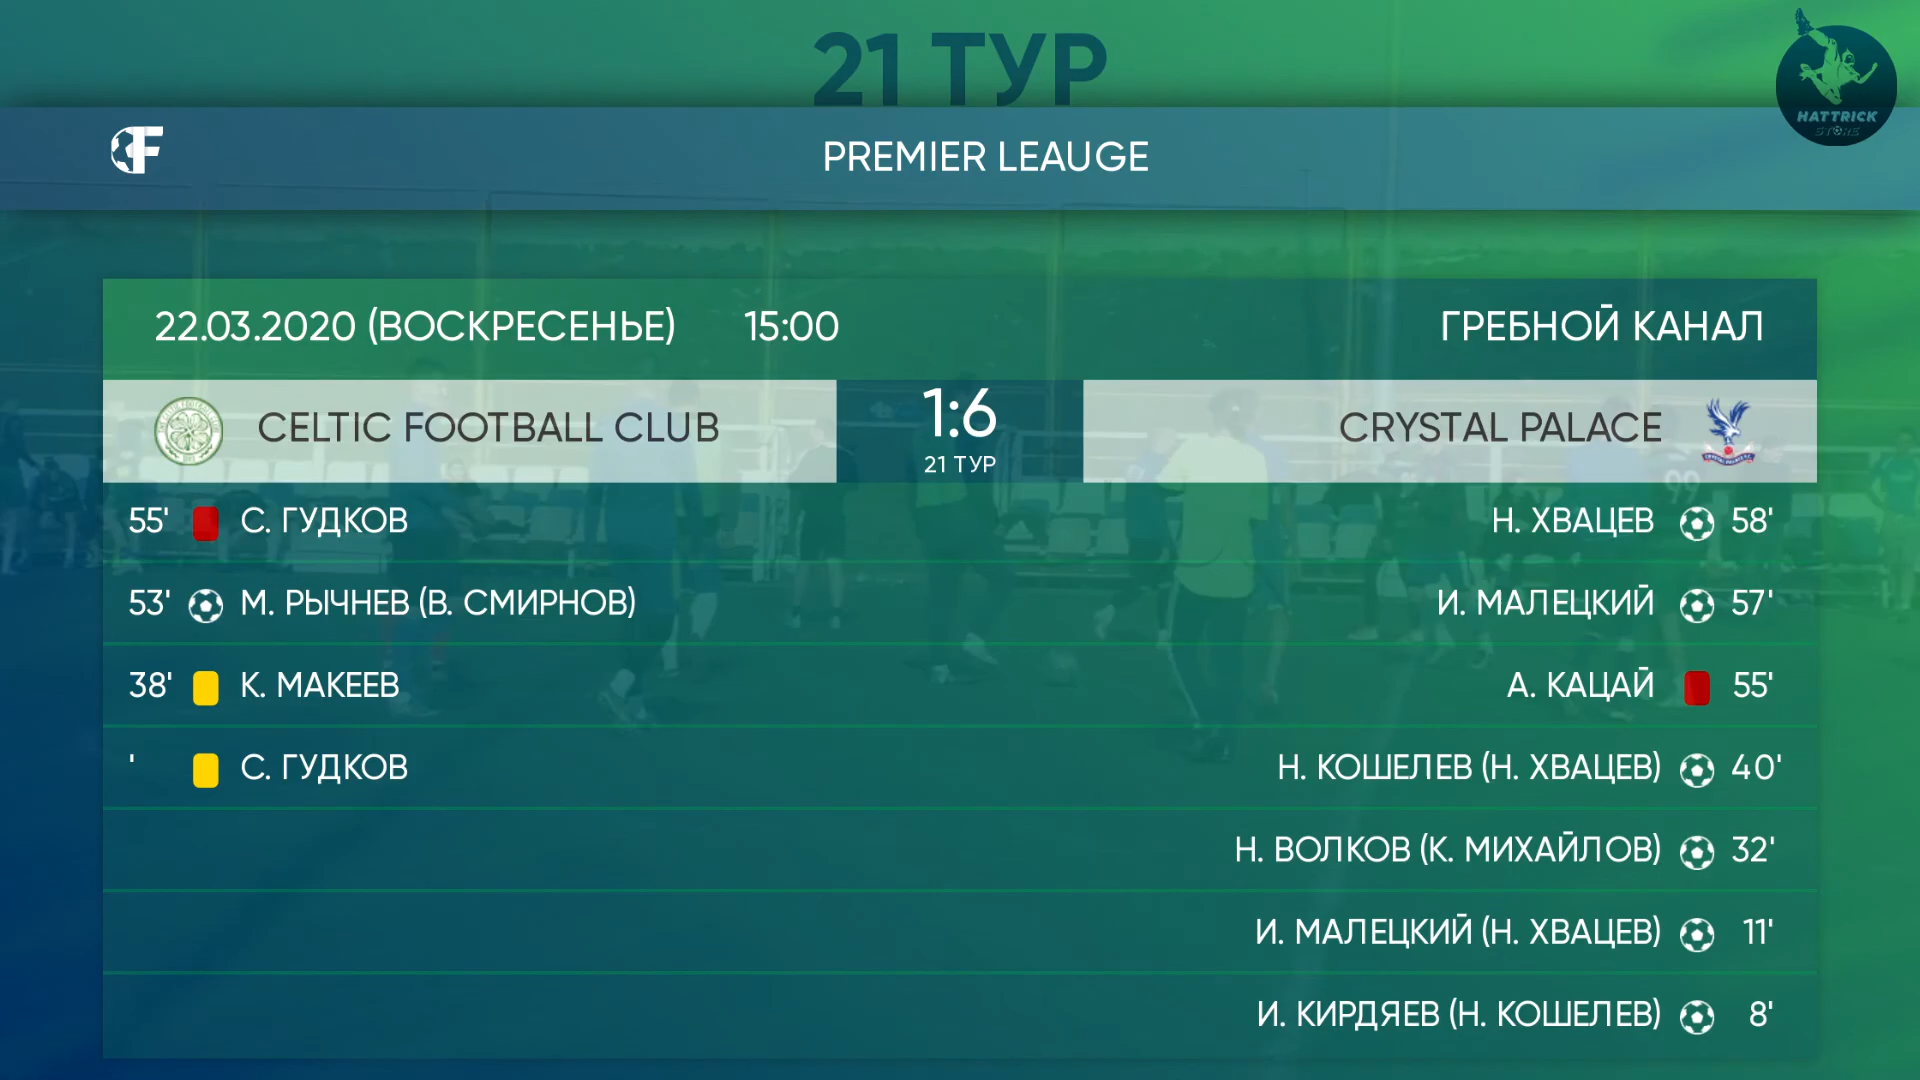 21 ТУР
HATTRICK
STORE
F
PREMIER LEAUGE
22.03.2020 (ВОСКРЕСЕНЬЕ) 15:00 ГРЕБНОЙ КАНАЛ
CELTIC FOOTBALL CLUB 1:6 CRYSTAL PALACE
21 ТУР
55' С. ГУДКОВ Н. ХВАЦЕВ 58'
53' М. РЫЧНЕВ (В. СМИРНОВ) И. МАЛЕЦКИЙ 57'
38' К. МАКЕЕВ А. КАЦАЙ 55'
' С. ГУДКОВ Н. КОШЕЛЕВ (Н. ХВАЦЕВ) 40'
Н. ВОЛКОВ (К. МИХАЙЛОВ) 32'
И. МАЛЕЦКИЙ (Н. ХВАЦЕВ) 11'
И. КИРДЯЕВ (Н. КОШЕЛЕВ) 8'